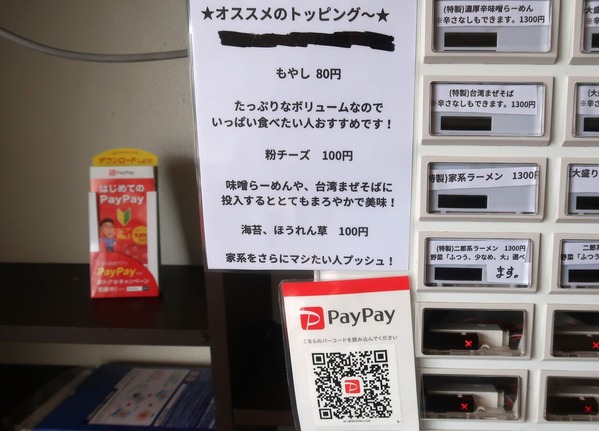 ★オススメのトッピング～★
もやし 80円
たっぷりなボリュームなので
いっぱい食べたい人おすすめです！
粉チーズ 100円
味噌らーめんや、台湾まぜそばに
投入するととてもまろやかで美味！
海苔、ほうれん草 100円
家系をさらにマシたい人プッシュ！
PayPay
こちらのバーコードを読み込んでください
ダウンロード
PayPay
はじめての
PayPay
PayPay
(特製)濃厚辛味噌らーめん
※辛さなしもできます。1300円
(特製)台湾まぜそば
※辛さなしもできます。1300円
特製)家系ラーメン 1300円
(特製)二郎系ラーメン 1300円
野菜「ふつう、少なめ、大」選べ
ます。
大盛り
二郎系
野菜「ふつう、